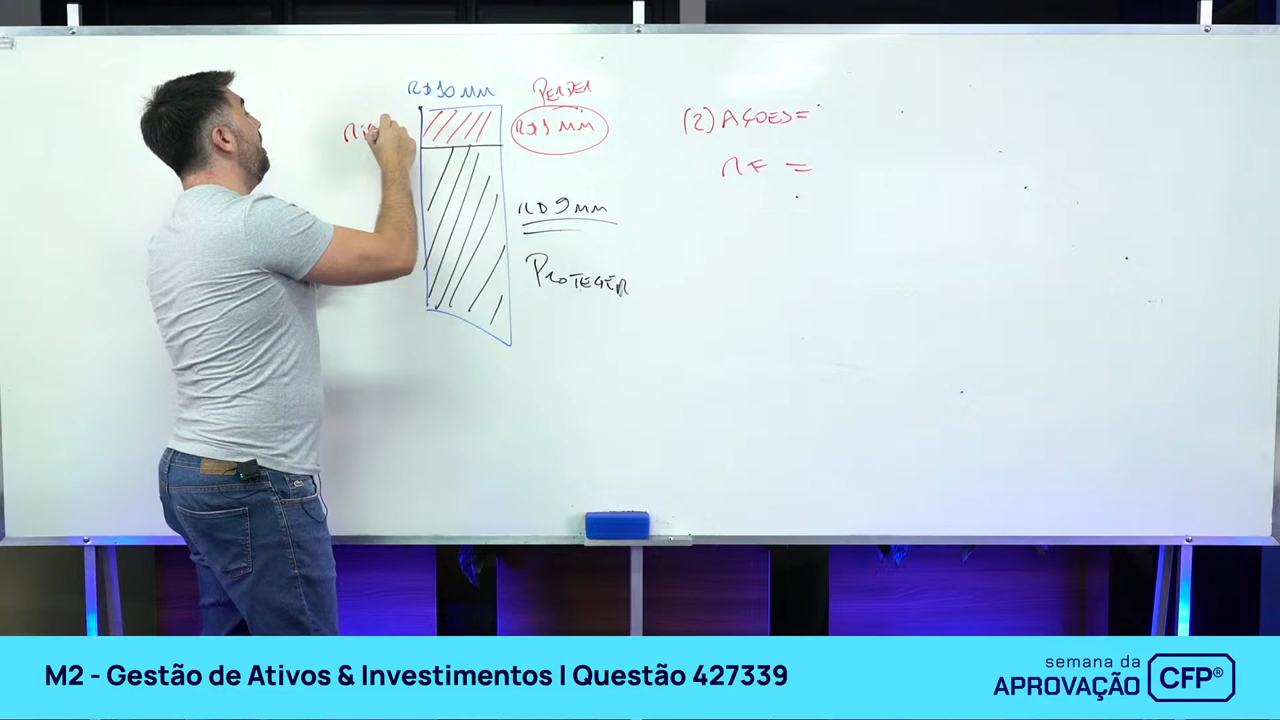 R$ 10 MM
PERDER
R$ 1 MM
(2) AÇÕES =
RF =
R$ 9 MM
PROTEGER
M2 - Gestão de Ativos & Investimentos | Questão 427339
semana da
APROVAÇÃO
CFP®